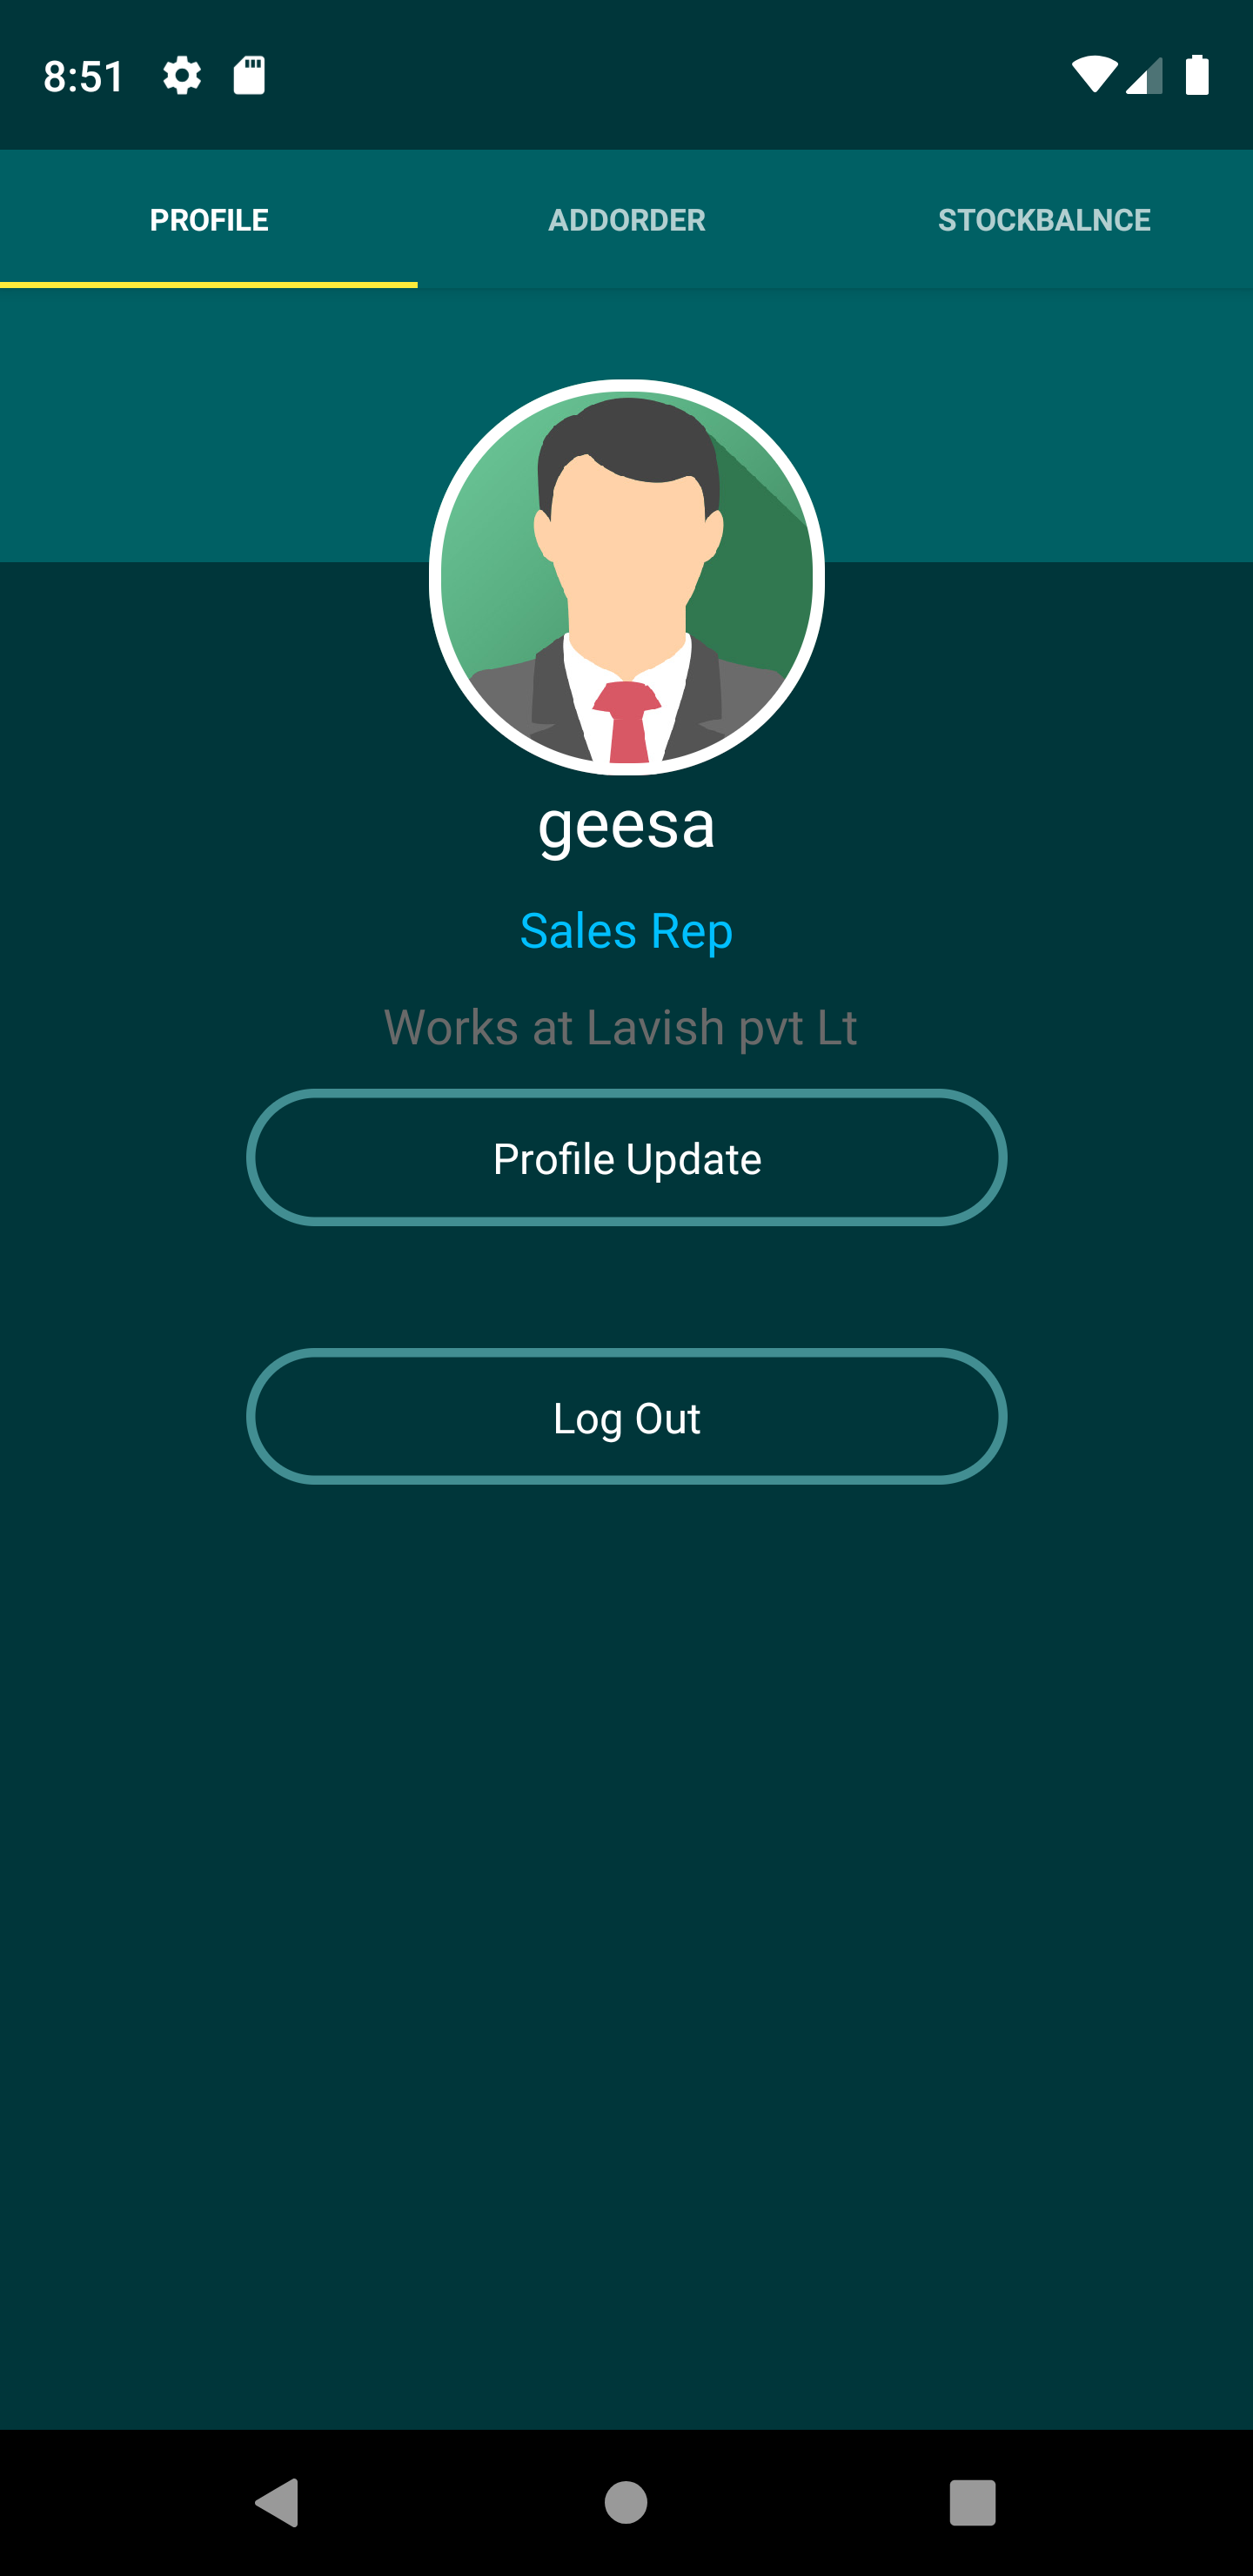 8:51
PROFILE ADDORDER STOCKBALNCE
geesa
Sales Rep
Works at Lavish pvt Lt
Profile Update
Log Out